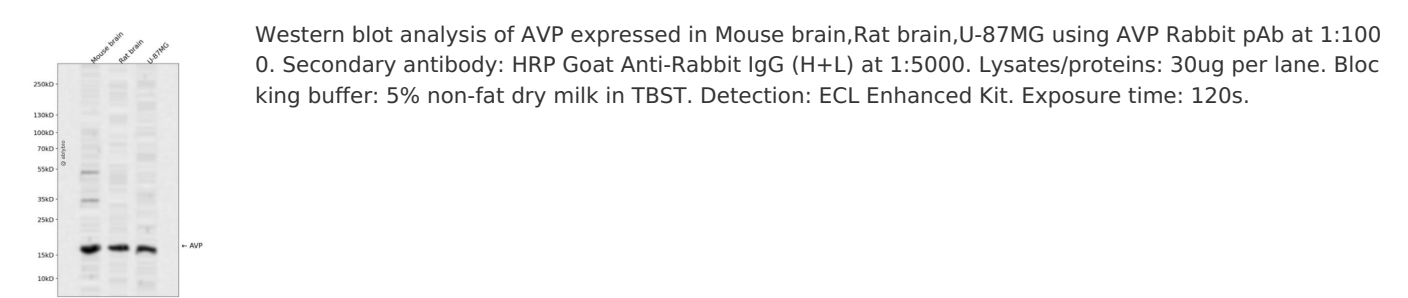 Mouse brain
Rat brain
U-87MG
250kD
130kD
100kD
70kD
55kD
35kD
25kD
15kD
10kD
← AVP
Western blot analysis of AVP expressed in Mouse brain,Rat brain,U-87MG using AVP Rabbit pAb at 1:100
0. Secondary antibody: HRP Goat Anti-Rabbit IgG (H+L) at 1:5000. Lysates/proteins: 30ug per lane. Bloc
king buffer: 5% non-fat dry milk in TBST. Detection: ECL Enhanced Kit. Exposure time: 120s.